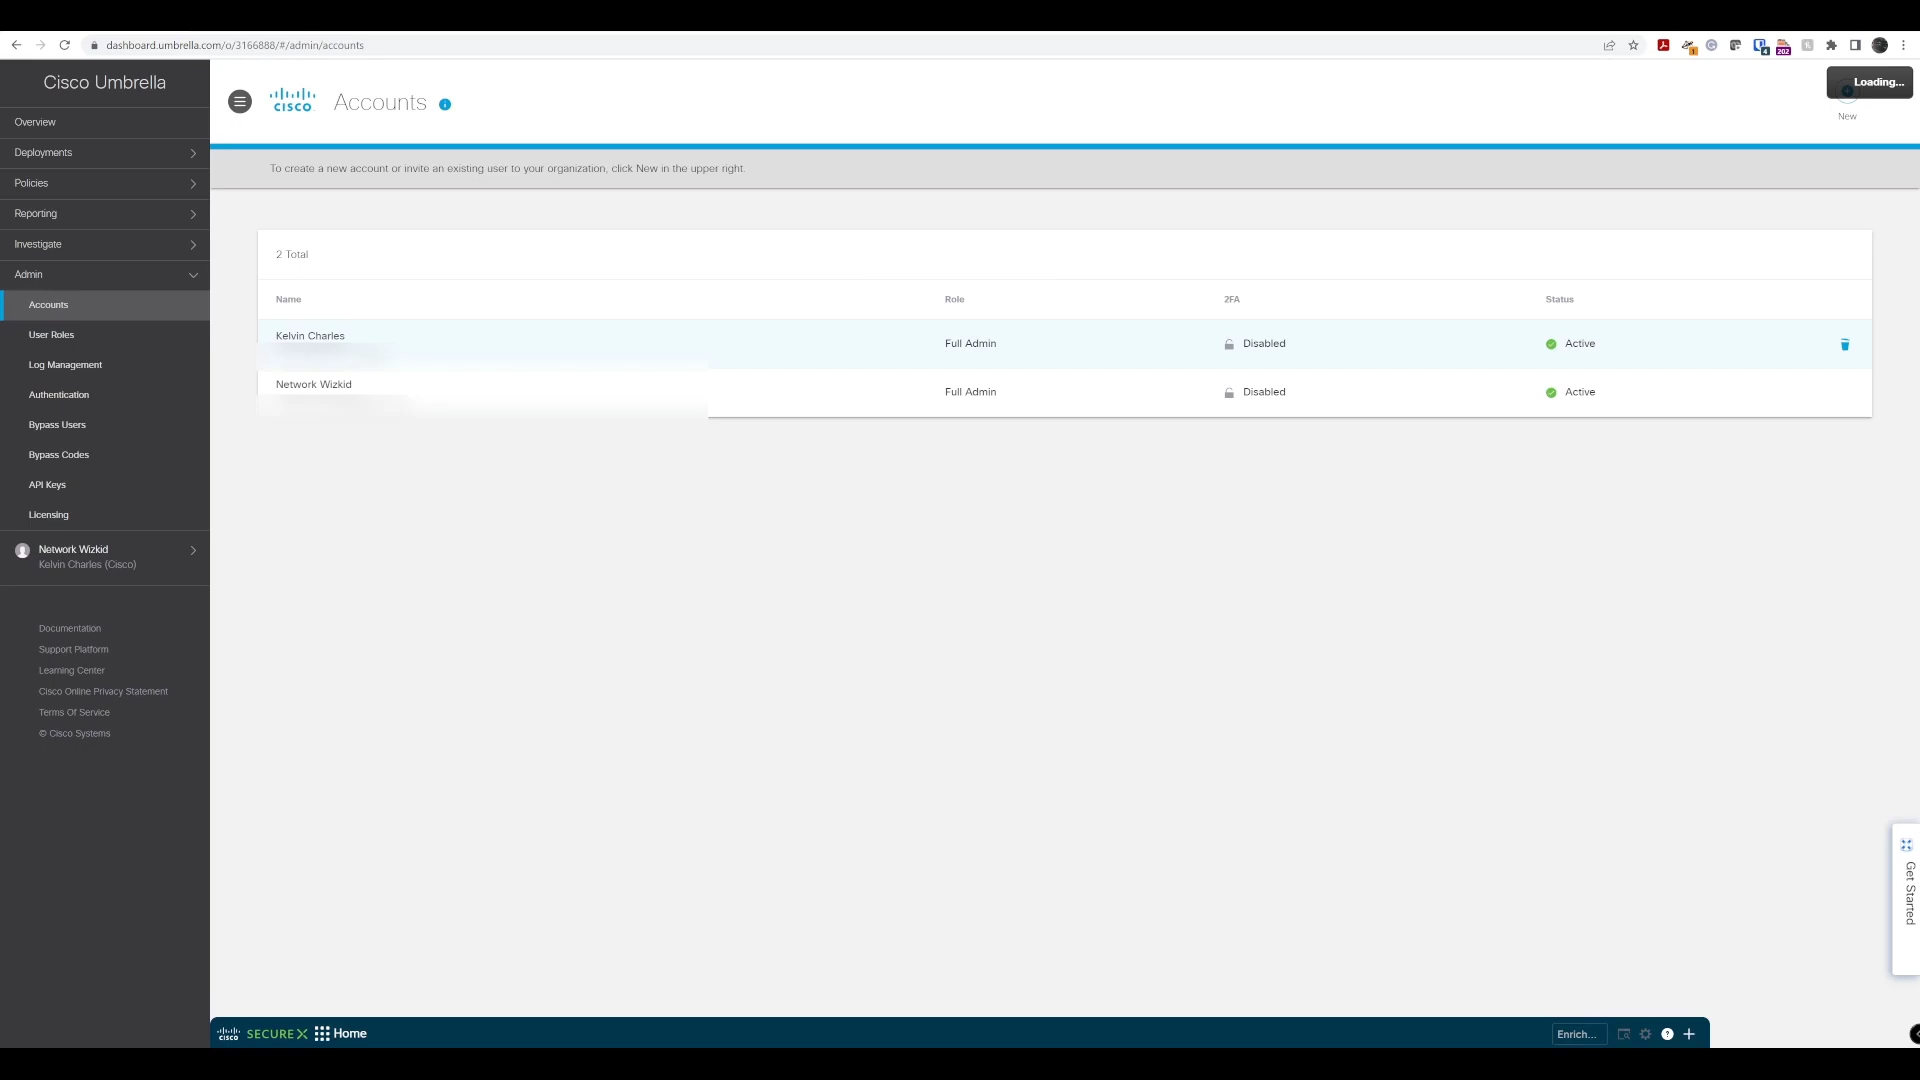 dashboard.umbrella.com/o/3166888/#/admin/accounts
1
4
202
Cisco Umbrella
Overview
Deployments
Policies
Reporting
Investigate
Admin
Accounts
User Roles
Log Management
Authentication
Bypass Users
Bypass Codes
API Keys
Licensing
Network Wizkid
Kelvin Charles (Cisco)
Documentation
Support Platform
Learning Center
Cisco Online Privacy Statement
Terms Of Service
© Cisco Systems
CISCO
Accounts
Loading...
New
To create a new account or invite an existing user to your organization, click New in the upper right.
2 Total
Name Role 2FA Status
Kelvin Charles Full Admin Disabled Active
Network Wizkid Full Admin Disabled Active
Get Started
CISCO SECUREX Home
Enrich...